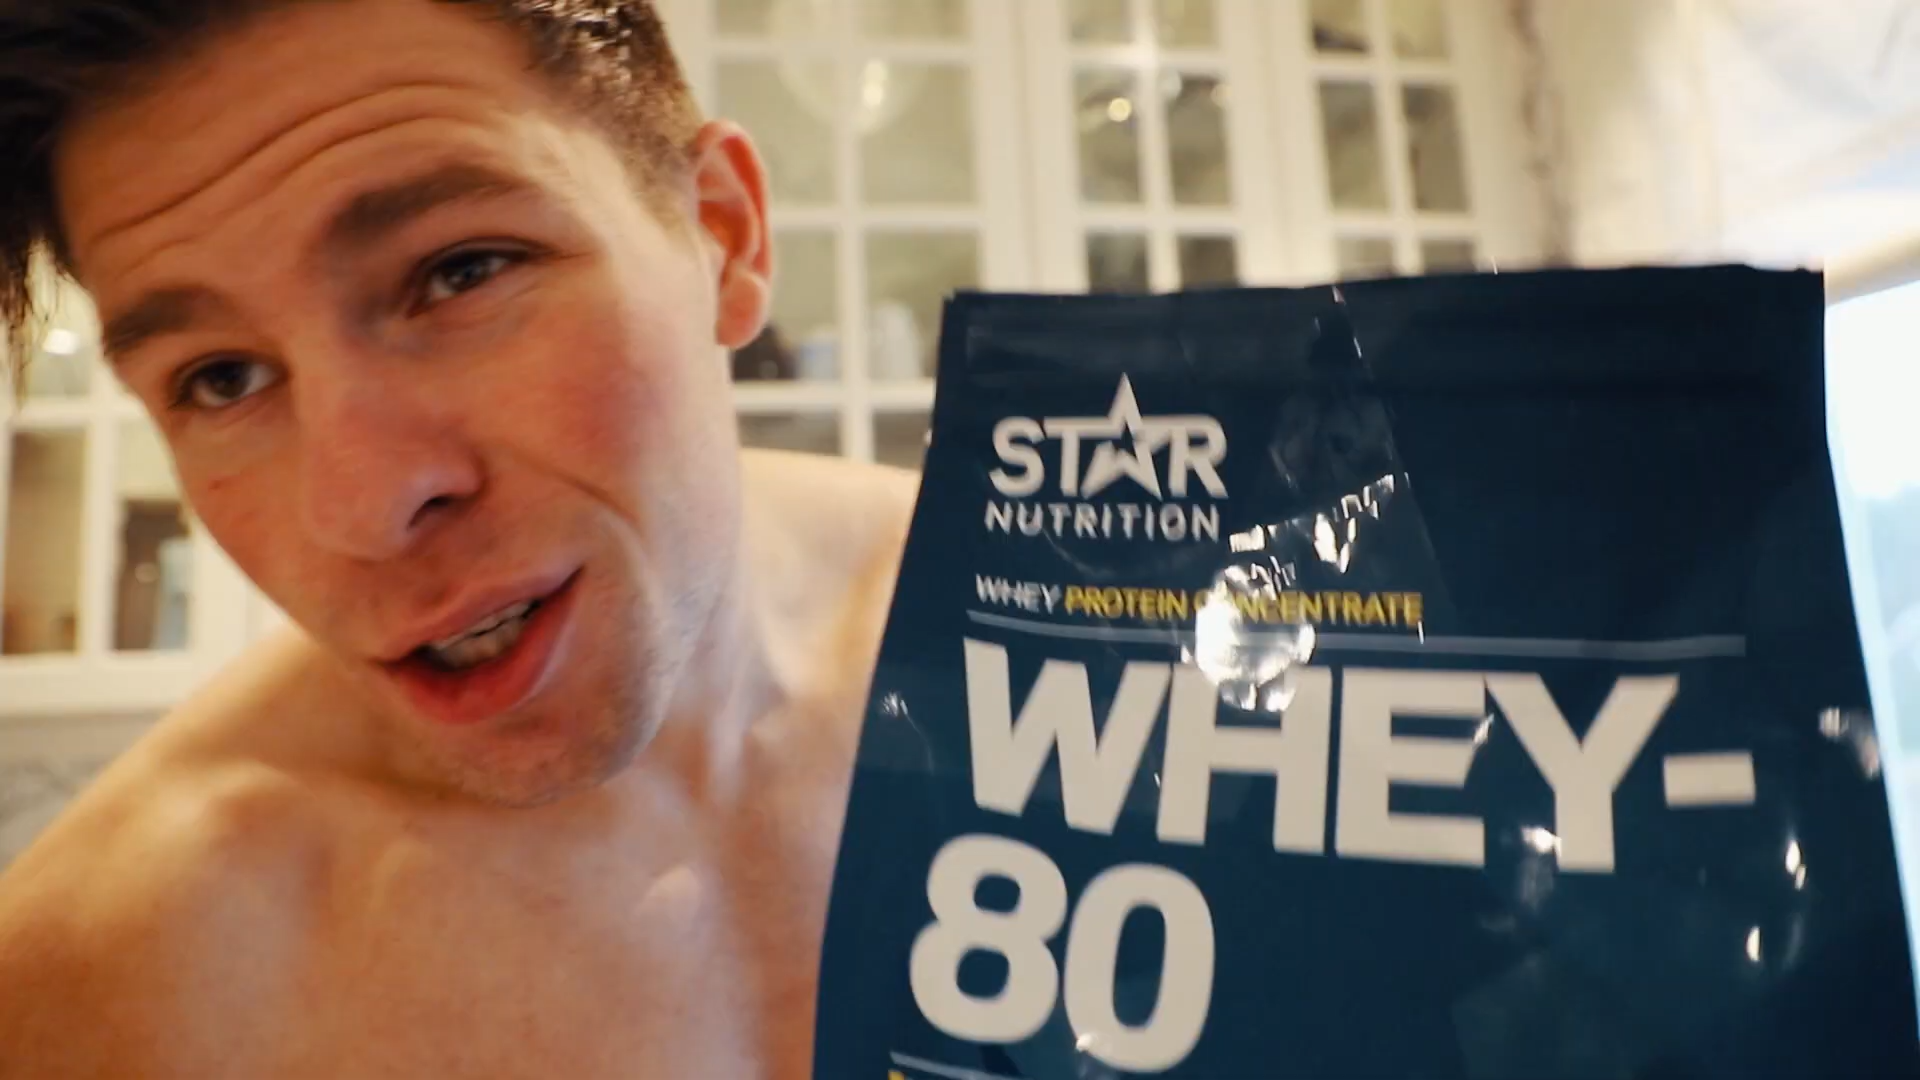 STAR
NUTRITION
WHEY PROTEIN CONCENTRATE
WHEY-
80